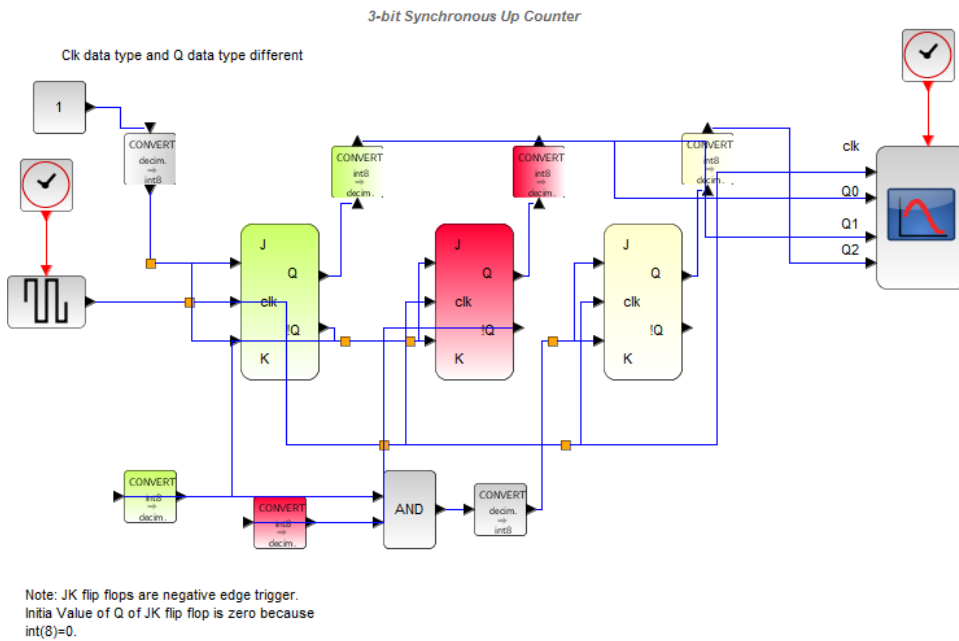 3-bit Synchronous Up Counter
Clk data type and Q data type different
1
CONVERT
decim.
int8
CONVERT
int8
decim.
CONVERT
int8
decim.
CONVERT
int8
decim.
clk
Q0
Q1
Q2
J
Q
clk
!Q
K
J
Q
clk
!Q
K
J
Q
clk
!Q
K
CONVERT
int8
decim.
CONVERT
int8
decim.
AND
CONVERT
decim.
int8
Note: JK flip flops are negative edge trigger.
Initia Value of Q of JK flip flop is zero because
int(8)=0.